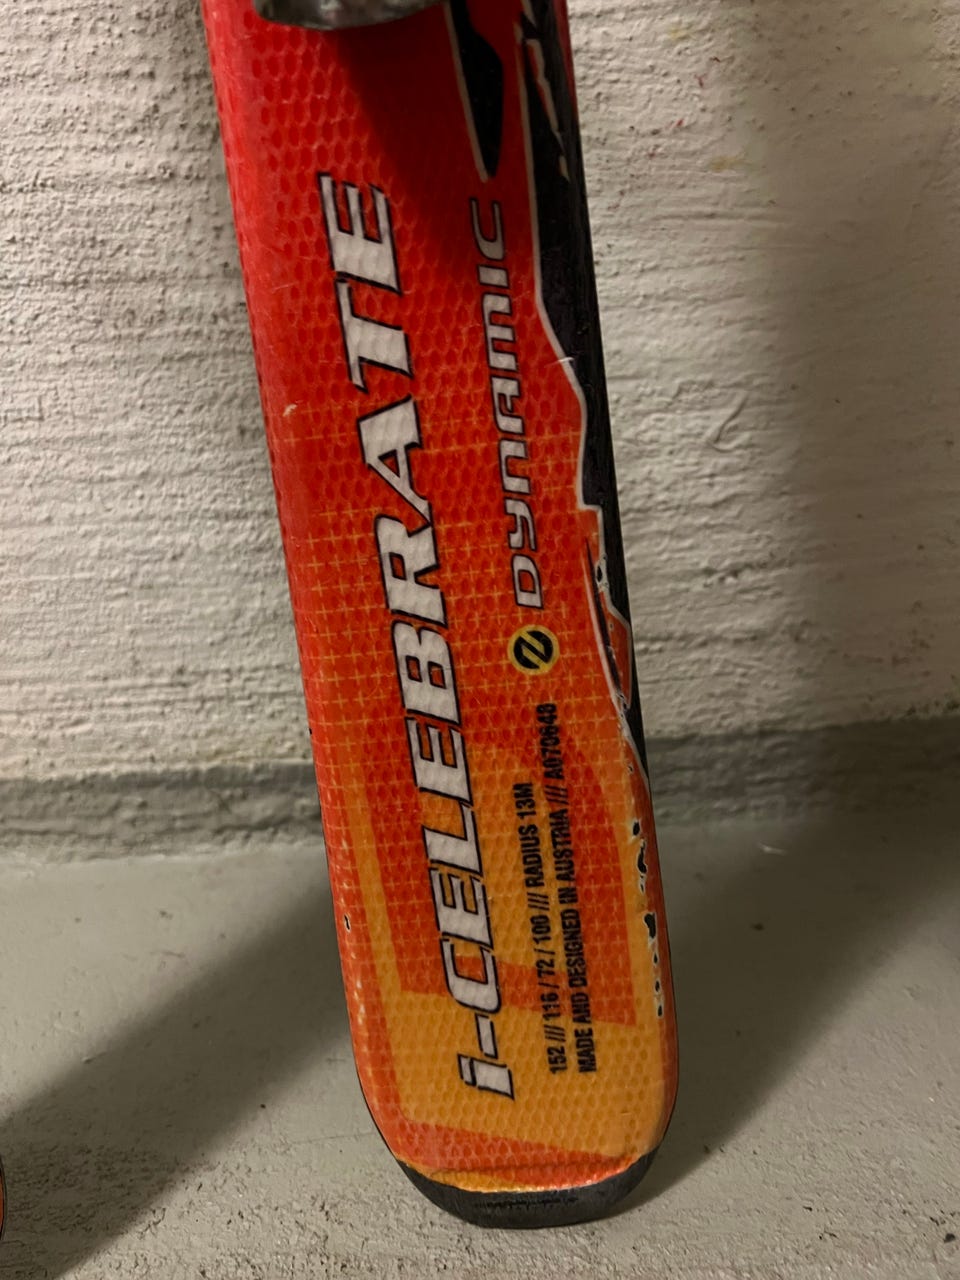 i-CELEBRATE
DYNAMIC
152 /// 116 / 72 / 100 /// RADIUS 13M
MADE AND DESIGNED IN AUSTRIA /// A070648